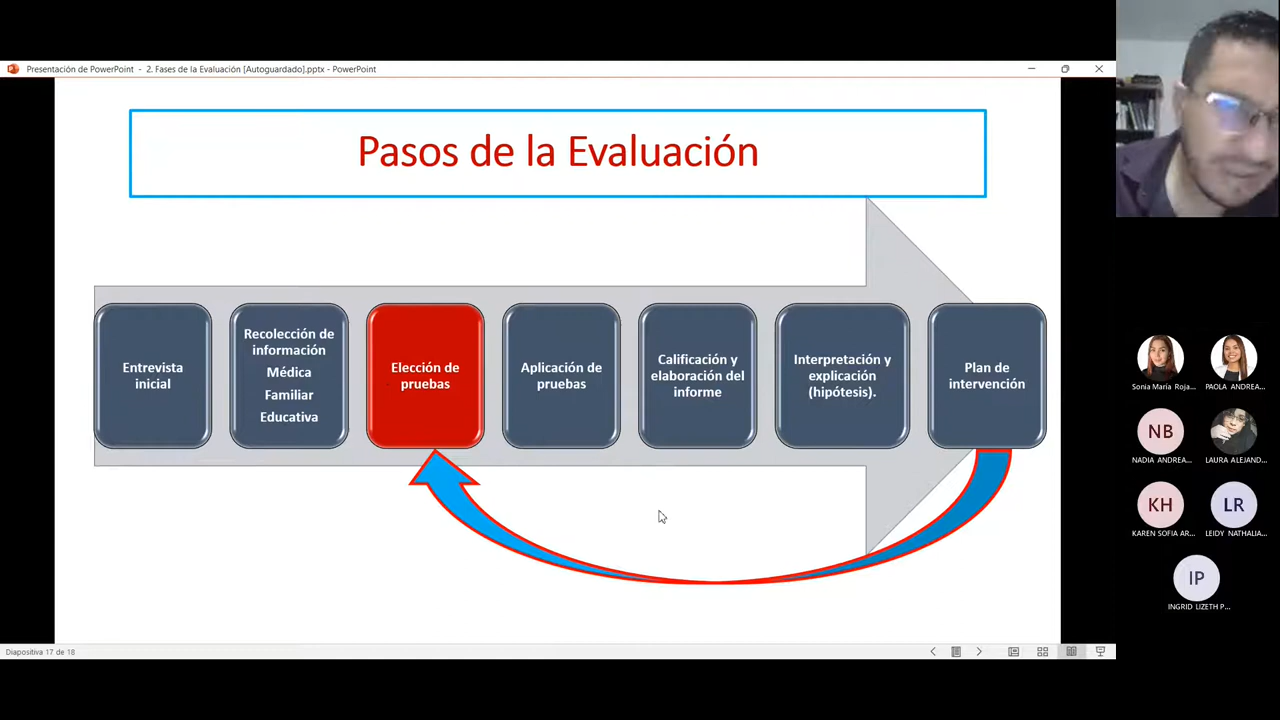 Presentación de PowerPoint - 2. Fases de la Evaluación [Autoguardado].pptx - PowerPoint
Pasos de la Evaluación
Entrevista
inicial
Recolección de
información
Médica
Familiar
Educativa
Elección de
pruebas
Aplicación de
pruebas
Calificación y
elaboración del
informe
Interpretación y
explicación
(hipótesis).
Plan de
intervención
Diapositiva 17 de 18
Sonia María Roja...
PAOLA ANDREA...
NB
NADIA ANDREA...
LAURA ALEJAND...
KH
KAREN SOFIA AR...
LR
LEIDY NATHALIA...
IP
INGRID LIZETH P...